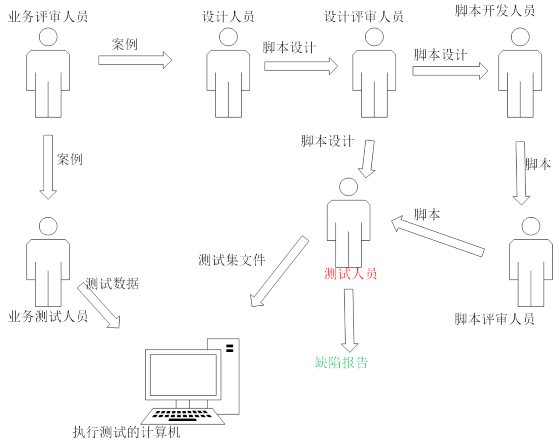 业务评审人员
设计人员
设计评审人员
脚本开发人员
案例
脚本设计
脚本设计
案例
脚本设计
脚本
脚本
测试人员
测试集文件
测试数据
业务测试人员
脚本评审人员
缺陷报告
执行测试的计算机